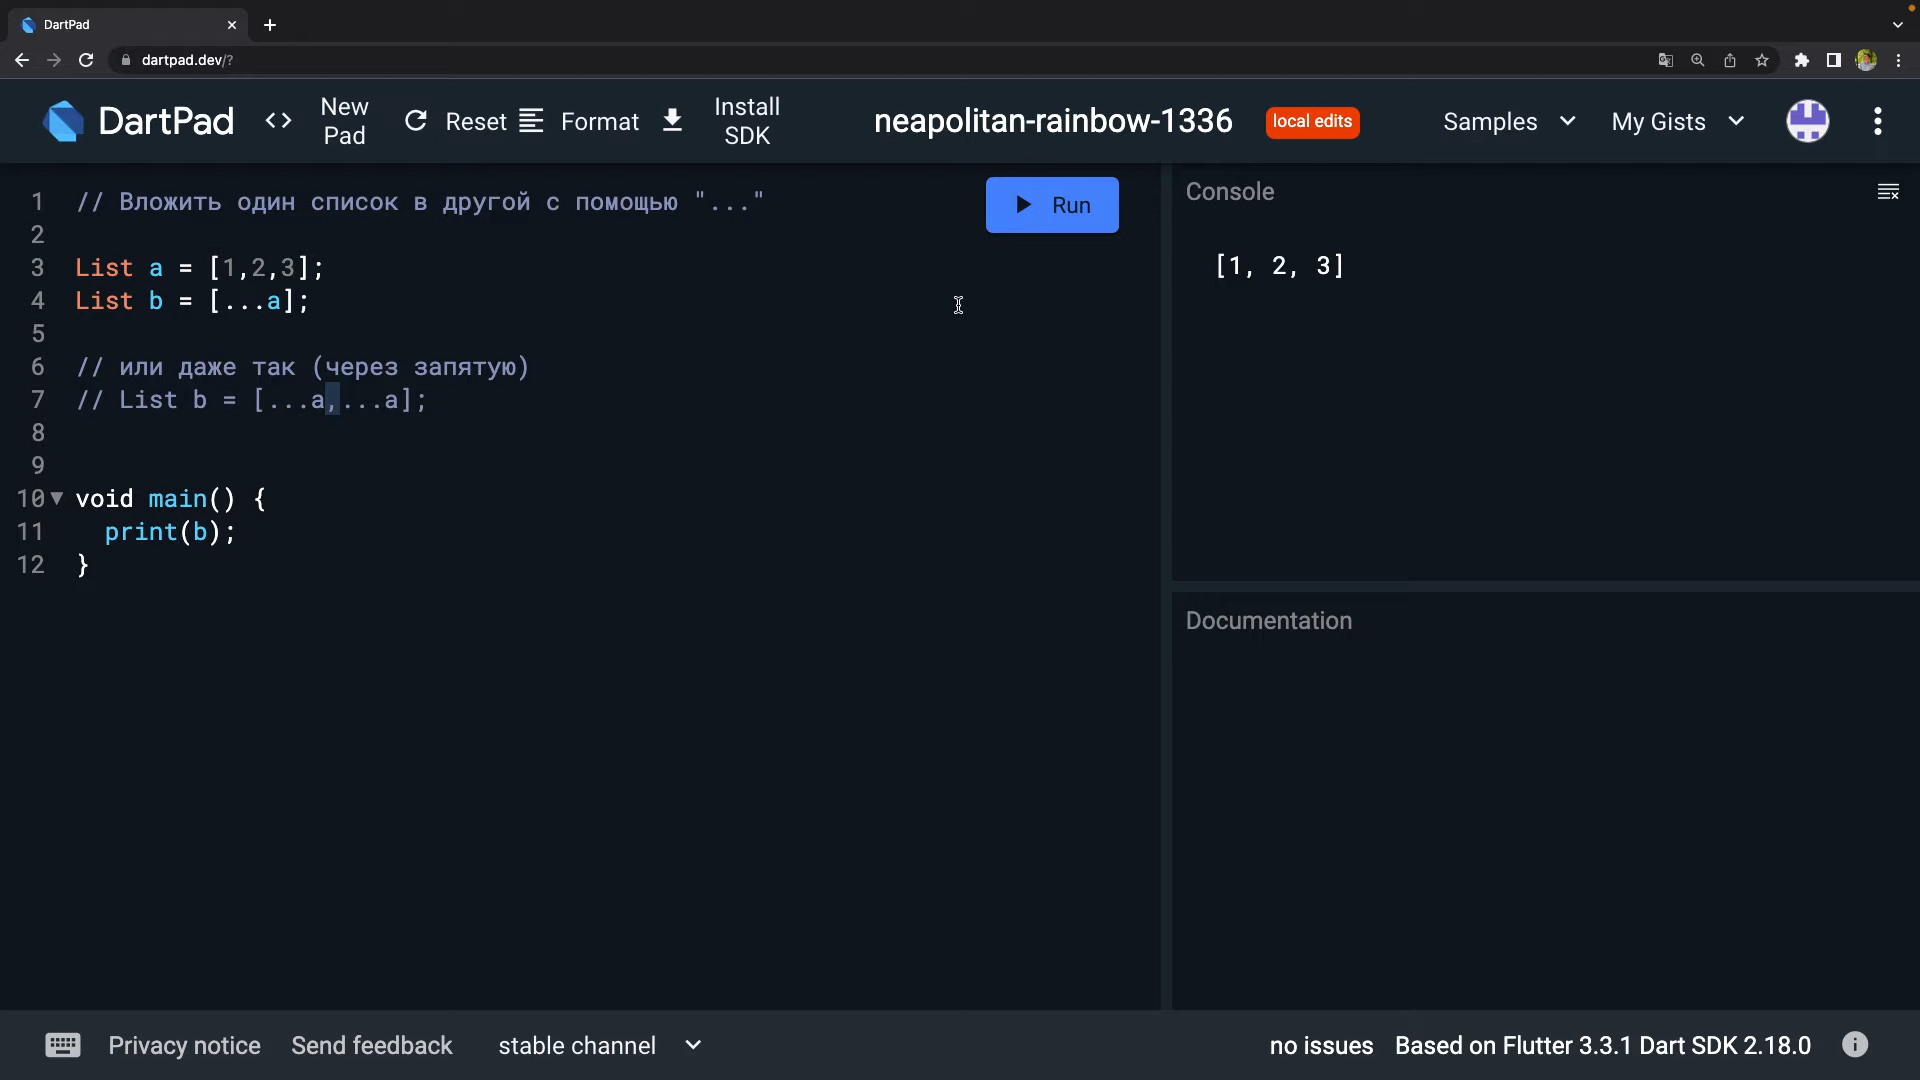 DartPad
dartpad.dev/?
DartPad
New Pad
Reset
Format
Install SDK
neapolitan-rainbow-1336
local edits
Samples
My Gists
1 // Вложить один список в другой с помощью "..."
2
3 List a = [1,2,3];
4 List b = [...a];
5
6 // или даже так (через запятую)
7 // List b = [...a,...a];
8
9
10 void main() {
11   print(b);
12 }
Run
Console
[1, 2, 3]
Documentation
Privacy notice
Send feedback
stable channel
no issues
Based on Flutter 3.3.1 Dart SDK 2.18.0